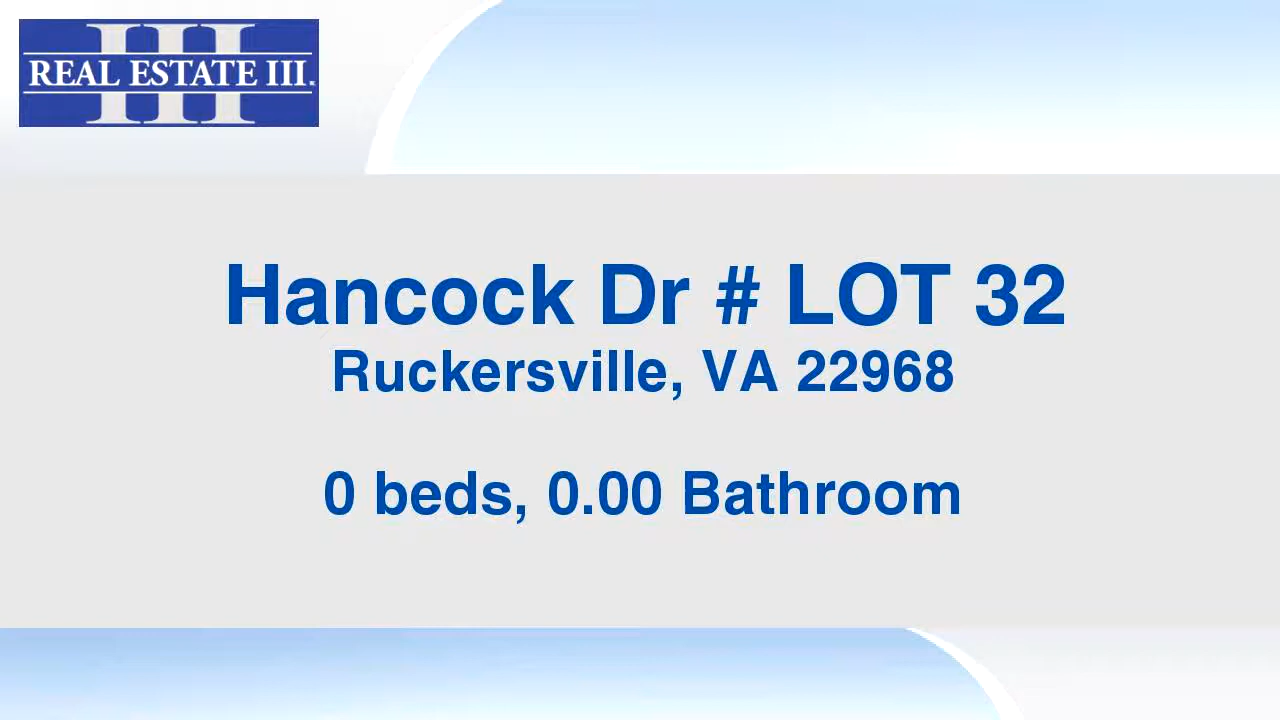 REAL ESTATE III.
Hancock Dr # LOT 32
Ruckersville, VA 22968
0 beds, 0.00 Bathroom